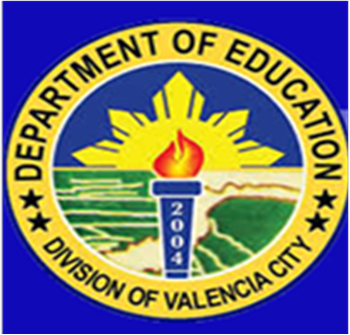 DEPARTMENT OF EDUCATION
2004
DIVISION OF VALENCIA CITY